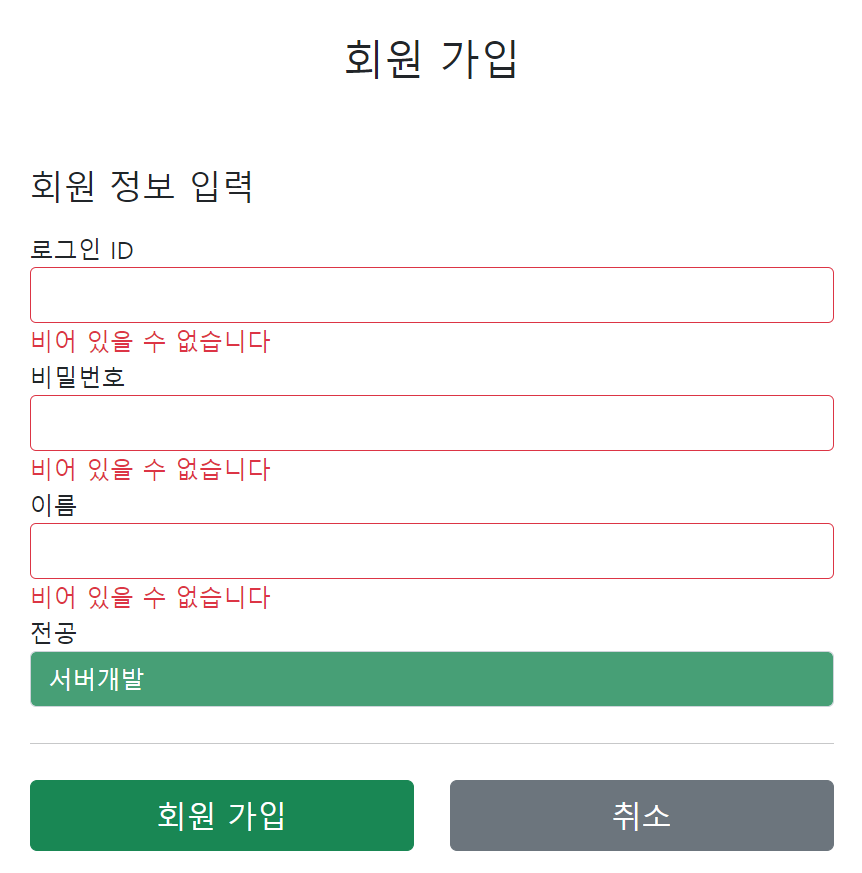 회원 가입
회원 정보 입력
로그인 ID
비어 있을 수 없습니다
비밀번호
비어 있을 수 없습니다
이름
비어 있을 수 없습니다
전공
서버개발
회원 가입
취소